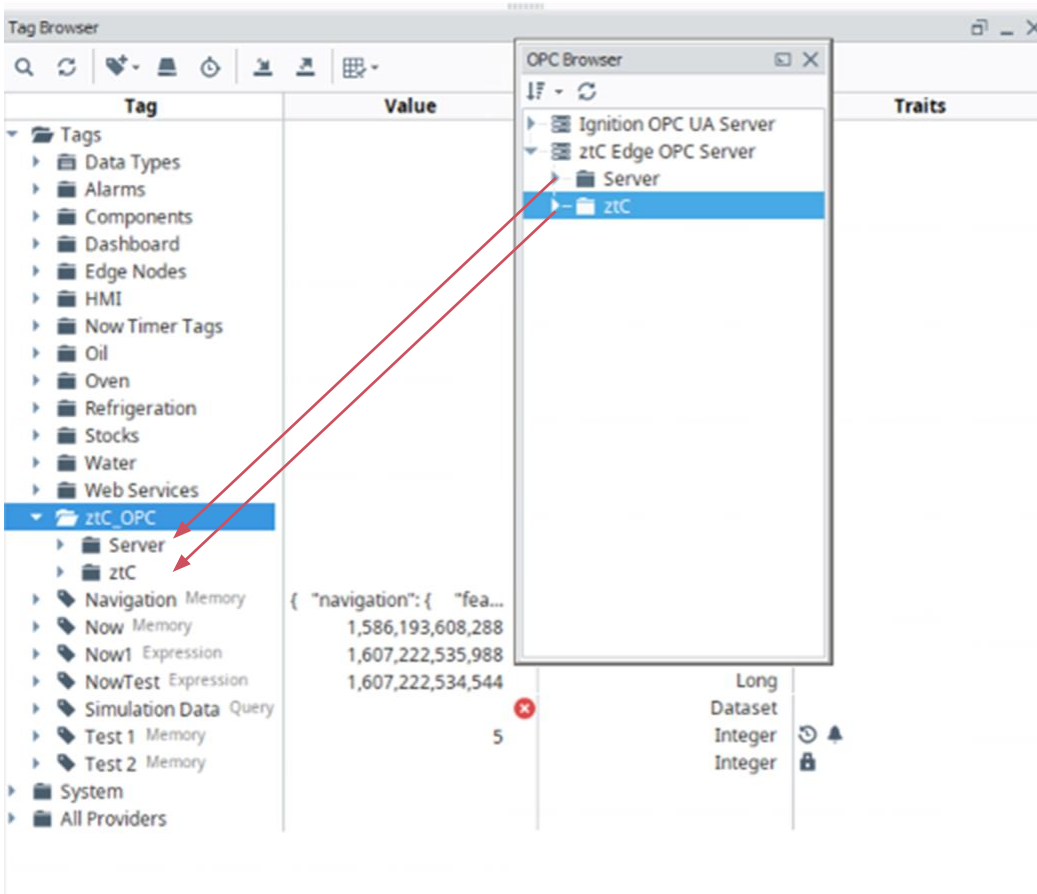 Tag Browser
OPC Browser
Tag Value Traits
Ignition OPC UA Server
ztC Edge OPC Server
Server
ztC
Tags
Data Types
Alarms
Components
Dashboard
Edge Nodes
HMI
Now Timer Tags
Oil
Oven
Refrigeration
Stocks
Water
Web Services
ztC_OPC
Server
ztC
Navigation Memory { "navigation": { "fea...
Now Memory 1,586,193,608,288
Now1 Expression 1,607,222,535,988
NowTest Expression 1,607,222,534,544 Long
Simulation Data Query Dataset
Test 1 Memory 5 Integer
Test 2 Memory Integer
System
All Providers